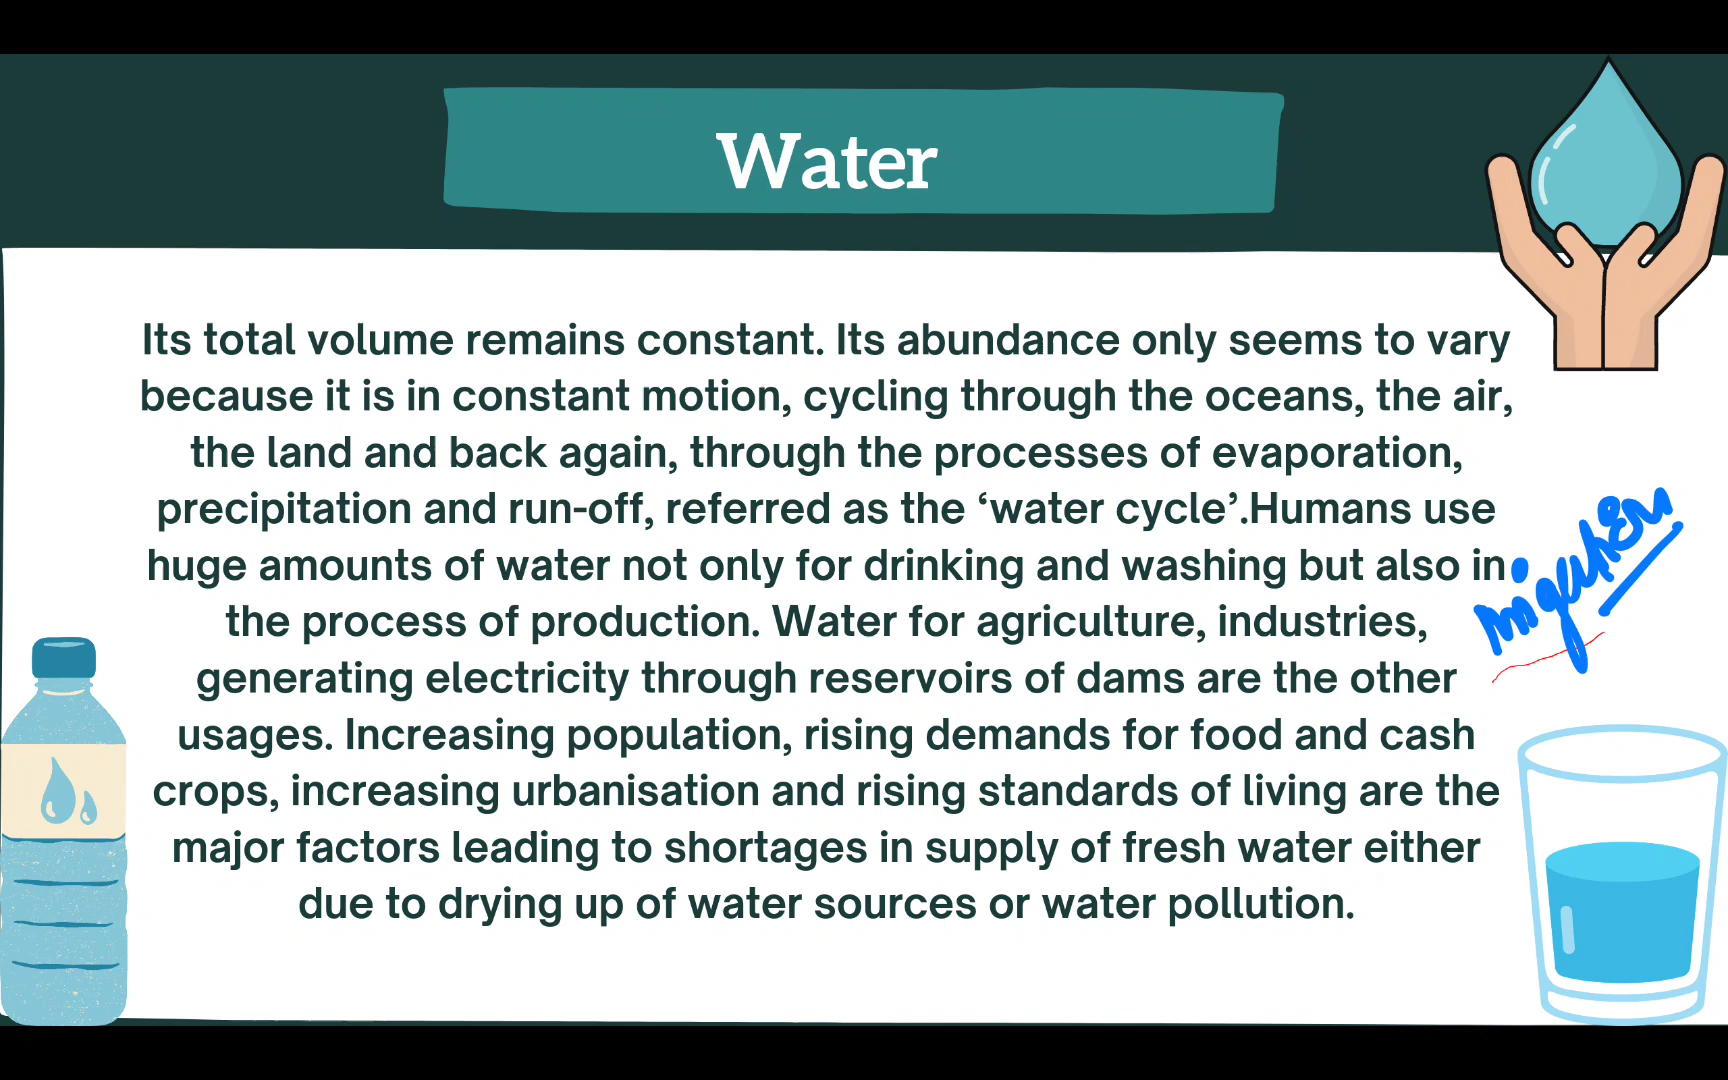 Water
Its total volume remains constant. Its abundance only seems to vary
because it is in constant motion, cycling through the oceans, the air,
the land and back again, through the processes of evaporation,
precipitation and run-off, referred as the ‘water cycle’.Humans use
huge amounts of water not only for drinking and washing but also in
the process of production. Water for agriculture, industries,
generating electricity through reservoirs of dams are the other
usages. Increasing population, rising demands for food and cash
crops, increasing urbanisation and rising standards of living are the
major factors leading to shortages in supply of fresh water either
due to drying up of water sources or water pollution.